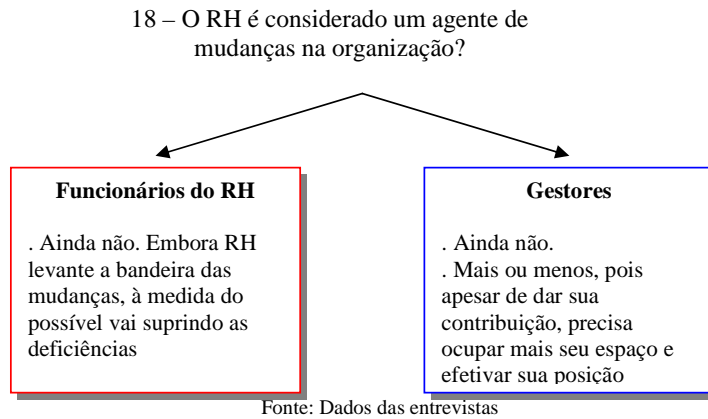 18 – O RH é considerado um agente de
mudanças na organização?
Funcionários do RH
. Ainda não. Embora RH
levante a bandeira das
mudanças, à medida do
possível vai suprindo as
deficiências
Gestores
. Ainda não.
. Mais ou menos, pois
apesar de dar sua
contribuição, precisa
ocupar mais seu espaço e
efetivar sua posição
Fonte: Dados das entrevistas